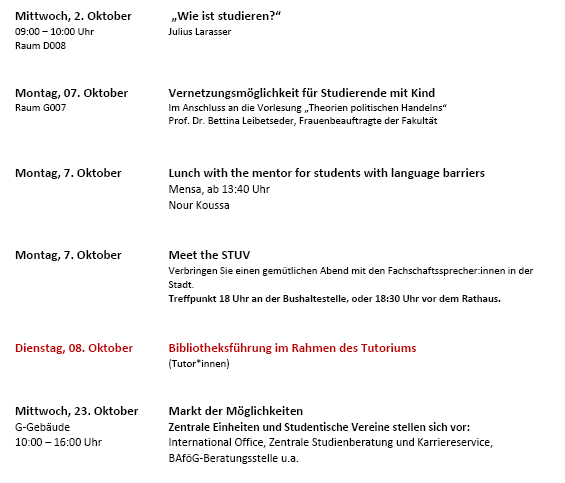 Mittwoch, 2. Oktober „Wie ist studieren?“
09:00 – 10:00 Uhr Julius Larasser
Raum D008
Montag, 07. Oktober Vernetzungsmöglichkeit für Studierende mit Kind
Raum G007 Im Anschluss an die Vorlesung „Theorien politischen Handelns“
Prof. Dr. Bettina Leibetseder, Frauenbeauftragte der Fakultät
Montag, 7. Oktober Lunch with the mentor for students with language barriers
Mensa, ab 13:40 Uhr
Nour Koussa
Montag, 7. Oktober Meet the STUV
Verbringen Sie einen gemütlichen Abend mit den Fachschaftssprecher:innen in der
Stadt.
Treffpunkt 18 Uhr an der Bushaltestelle, oder 18:30 Uhr vor dem Rathaus.
Dienstag, 08. Oktober Bibliotheksführung im Rahmen des Tutoriums
(Tutor*innen)
Mittwoch, 23. Oktober Markt der Möglichkeiten
G-Gebäude Zentrale Einheiten und Studentische Vereine stellen sich vor:
10:00 – 16:00 Uhr International Office, Zentrale Studienberatung und Karriereservice,
BAföG-Beratungsstelle u.a.